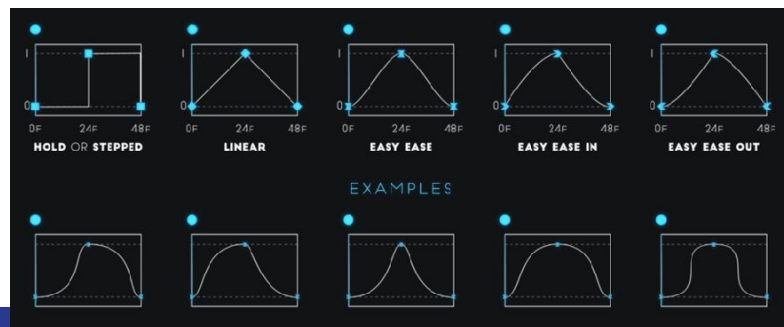 1 1 1 1 1
0 0 0 0 0
0F 24F 48F 0F 24F 48F 0F 24F 48F 0F 24F 48F 0F 24F 48F
HOLD OR STEPPED LINEAR EASY EASE EASY EASE IN EASY EASE OUT
EXAMPLES